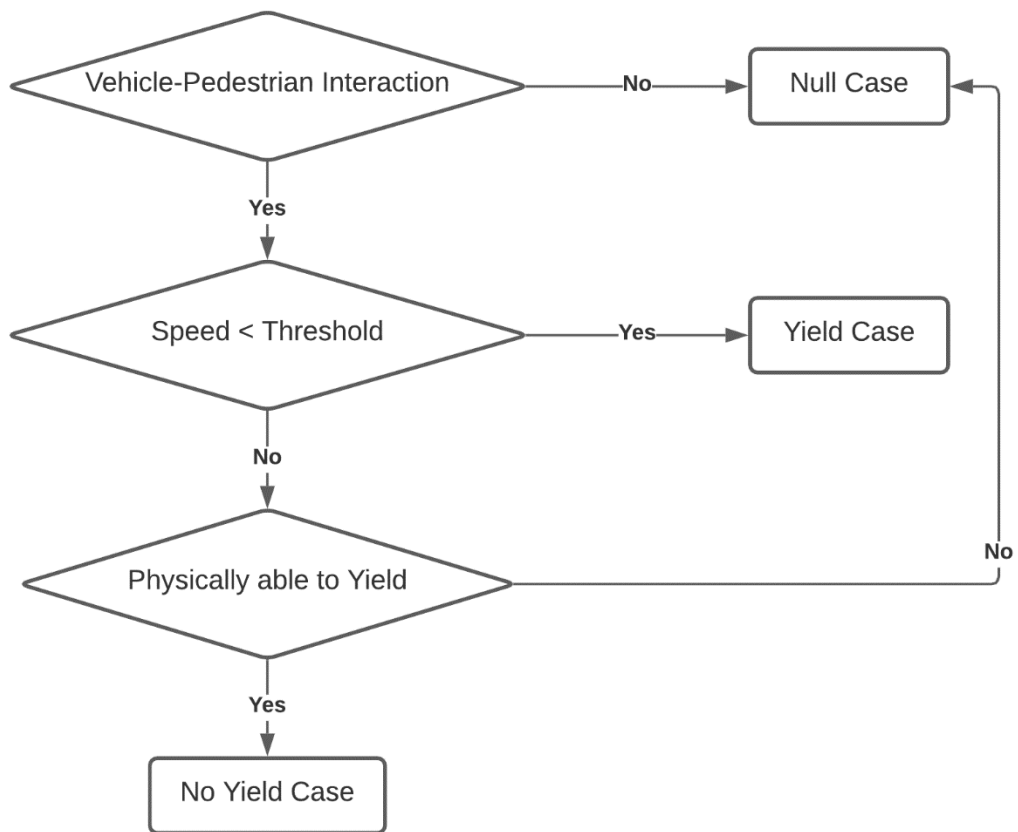 Vehicle-Pedestrian Interaction
No
Null Case
Yes
Speed < Threshold
Yes
Yield Case
No
Physically able to Yield
No
Yes
No Yield Case